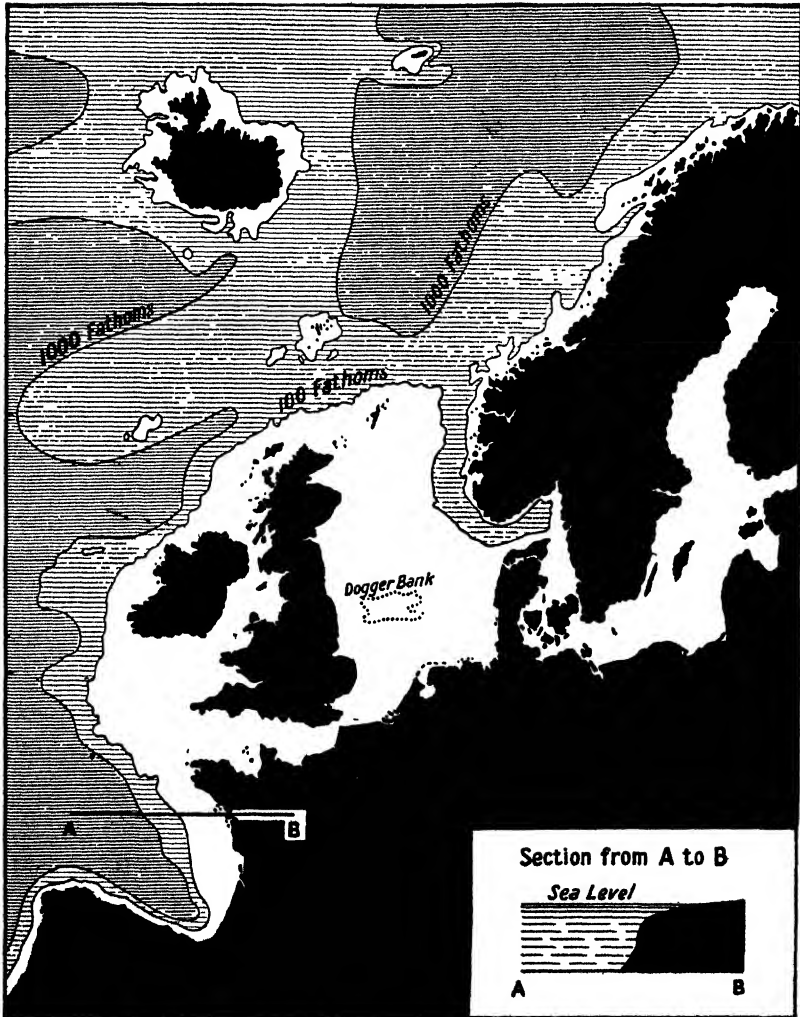 1000 Fathoms
1000 Fathoms
100 Fathoms
Dogger Bank
A
B
Section from A to B
Sea Level
A
B